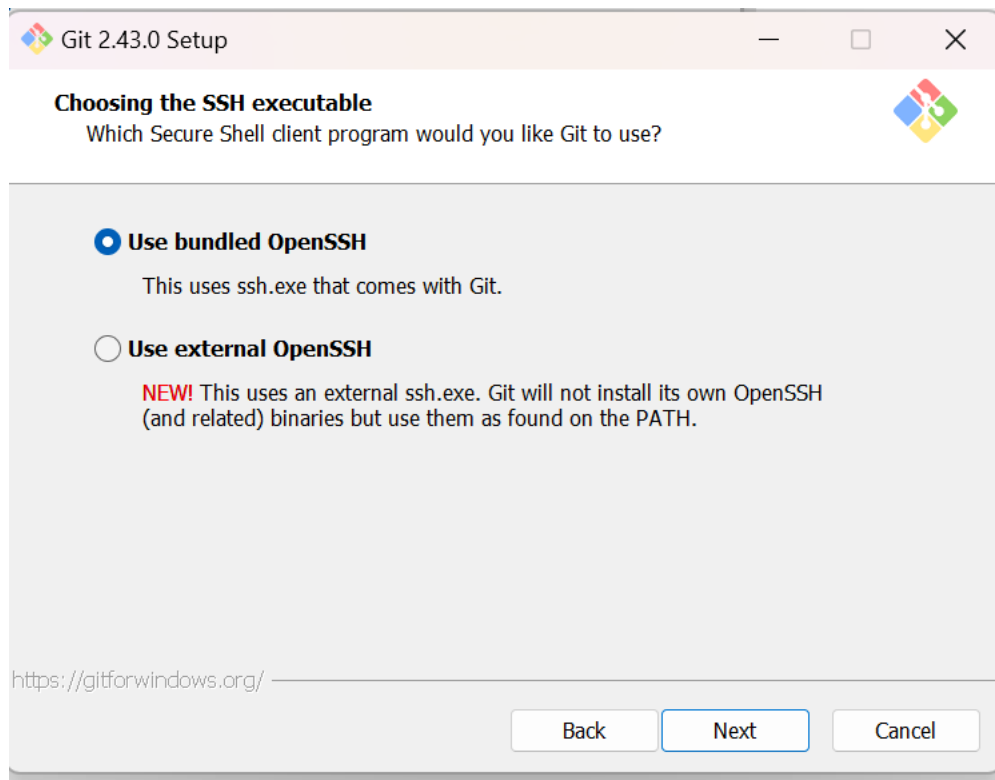 Git 2.43.0 Setup
Choosing the SSH executable
Which Secure Shell client program would you like Git to use?
Use bundled OpenSSH
This uses ssh.exe that comes with Git.
Use external OpenSSH
NEW! This uses an external ssh.exe. Git will not install its own OpenSSH
(and related) binaries but use them as found on the PATH.
https://gitforwindows.org/
Back Next Cancel